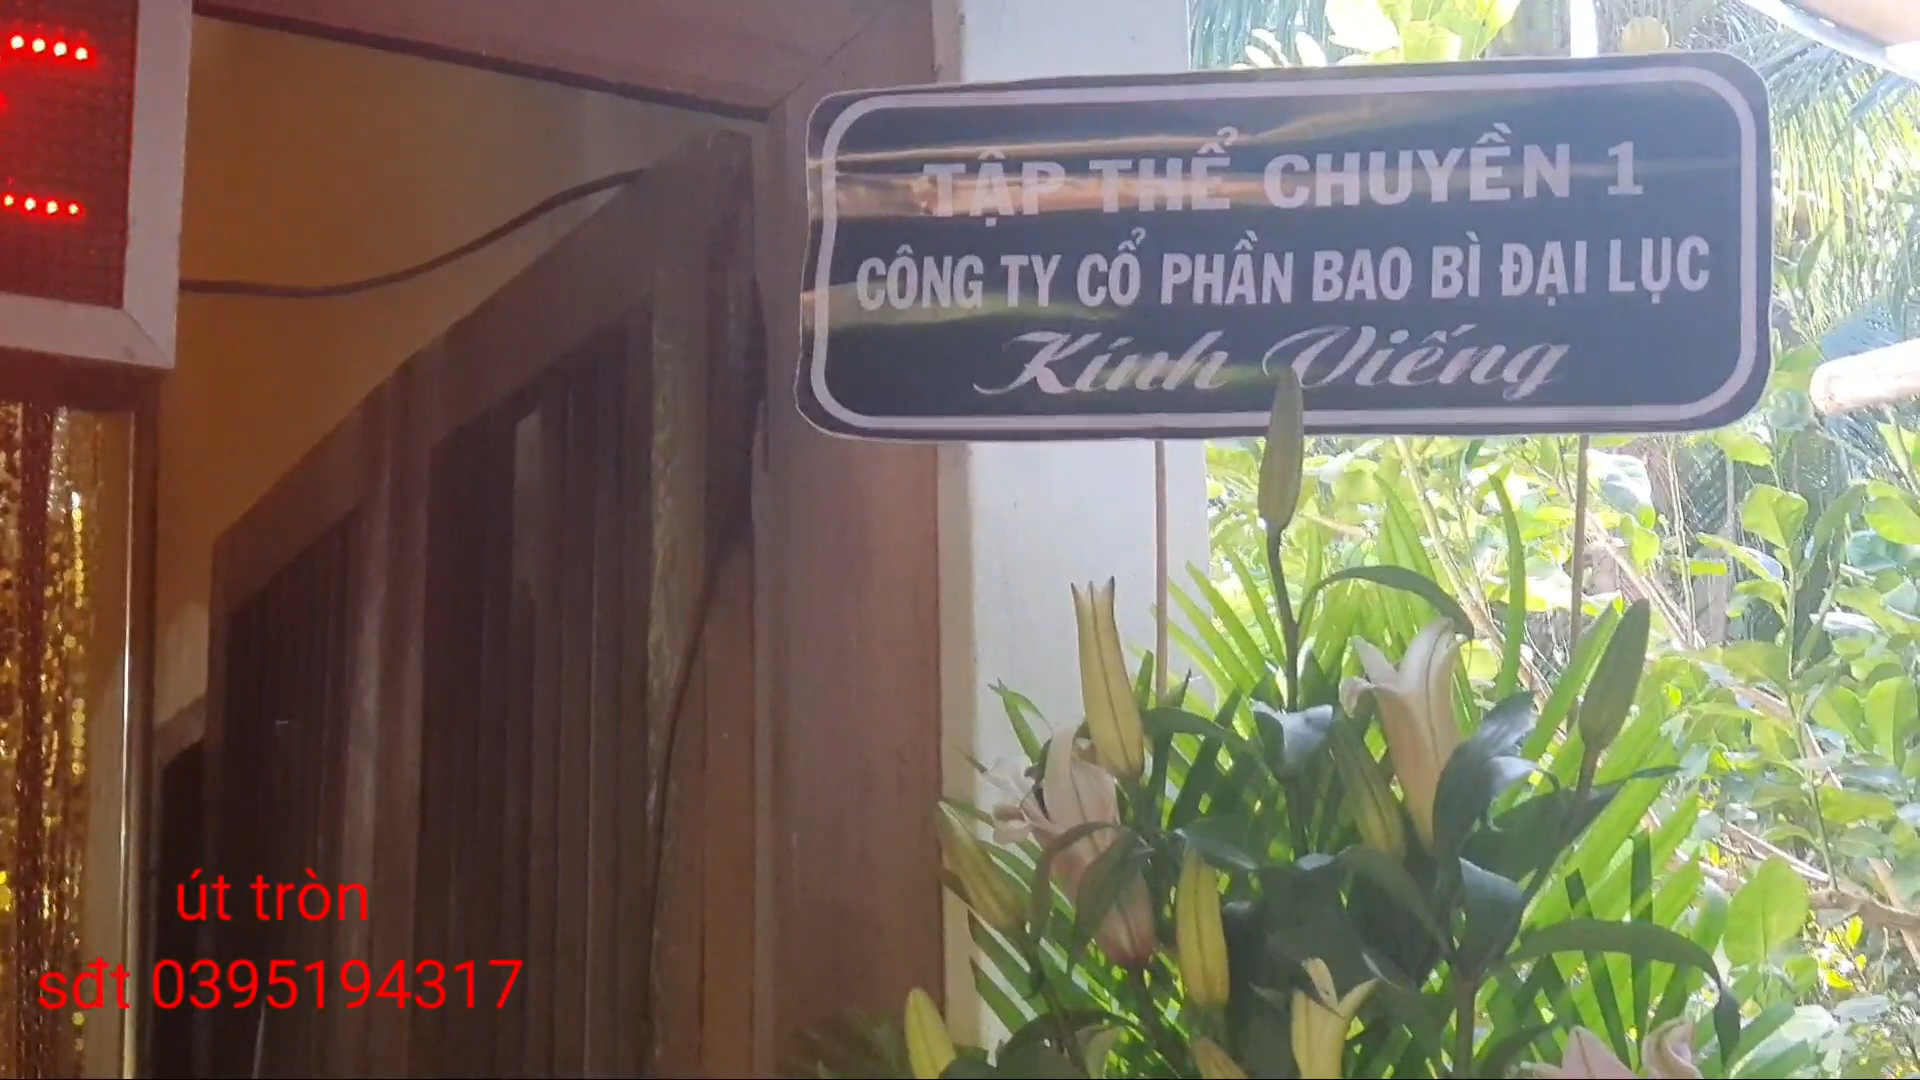 TẬP THỂ CHUYỀN 1
CÔNG TY CỔ PHẦN BAO BÌ ĐẠI LỤC
Kính Viếng
út tròn
sđt 0395194317